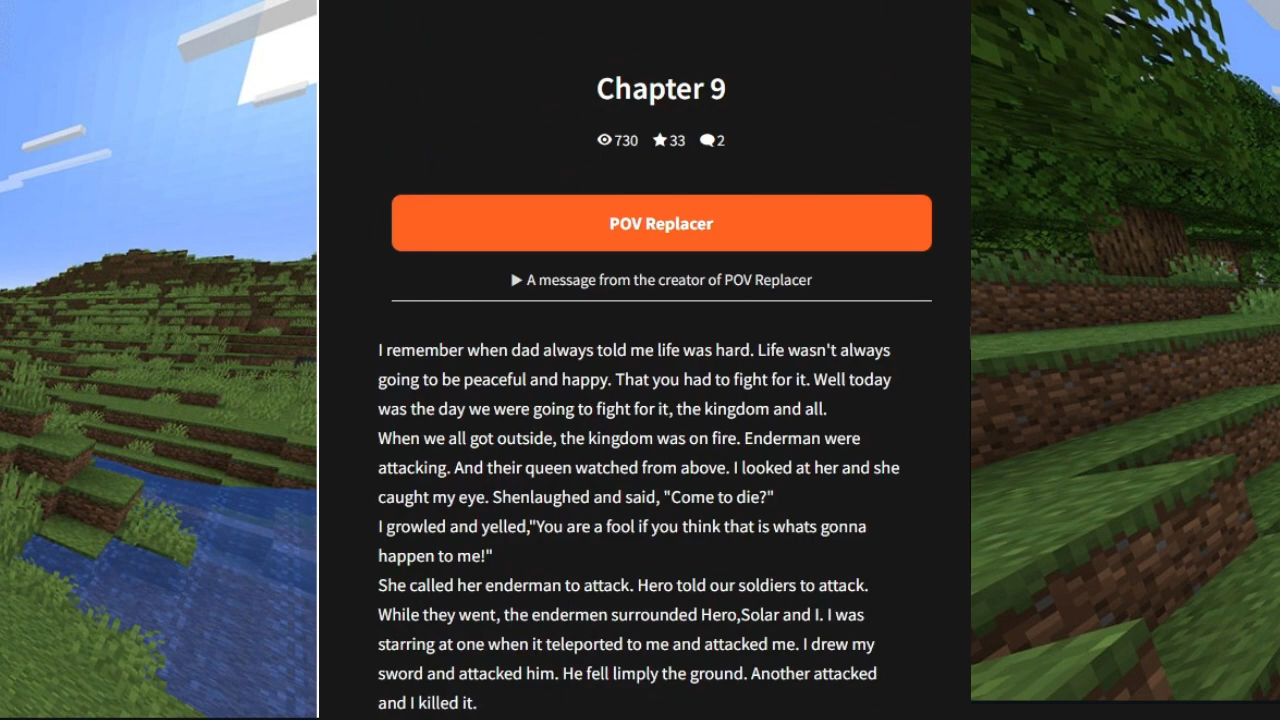 Chapter 9
730 33 2
POV Replacer
▶ A message from the creator of POV Replacer
I remember when dad always told me life was hard. Life wasn't always
going to be peaceful and happy. That you had to fight for it. Well today
was the day we were going to fight for it, the kingdom and all.
When we all got outside, the kingdom was on fire. Enderman were
attacking. And their queen watched from above. I looked at her and she
caught my eye. Shenlaughed and said, "Come to die?"
I growled and yelled,"You are a fool if you think that is whats gonna
happen to me!"
She called her enderman to attack. Hero told our soldiers to attack.
While they went, the endermen surrounded Hero,Solar and I. I was
starring at one when it teleported to me and attacked me. I drew my
sword and attacked him. He fell limply the ground. Another attacked
and I killed it.